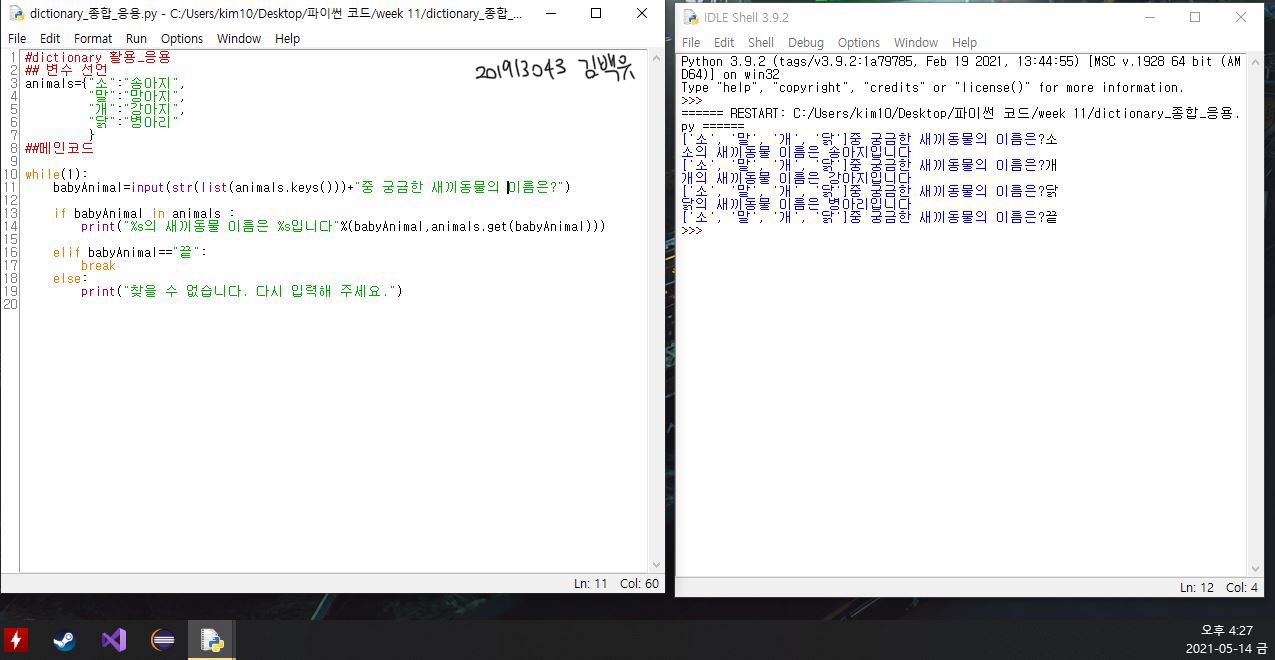 dictionary_종합_응용.py - C:/Users/kim10/Desktop/파이썬 코드/week 11/dictionary_종합_...
File Edit Format Run Options Window Help
1 #dictionary 활용_응용
2 ## 변수 선언
3 animals={"소":"송아지",
4 "말":"망아지",
5 "개":"강아지",
6 "닭":"병아리"
7 }
8 ##메인코드
9
10 while(1):
11 babyAnimal=input(str(list(animals.keys()))+"중 궁금한 새끼동물의 이름은?")
12
13 if babyAnimal in animals :
14 print("%s의 새끼동물 이름은 %s입니다"%(babyAnimal,animals.get(babyAnimal)))
15
16 elif babyAnimal=="끝":
17 break
18 else:
19 print("찾을 수 없습니다. 다시 입력해 주세요.")
20
201913043 김백유
Ln: 11 Col: 60
IDLE Shell 3.9.2
File Edit Shell Debug Options Window Help
Python 3.9.2 (tags/v3.9.2:1a79785, Feb 19 2021, 13:44:55) [MSC v.1928 64 bit (AM
D64)] on win32
Type "help", "copyright", "credits" or "license()" for more information.
>>>
====== RESTART: C:/Users/kim10/Desktop/파이썬 코드/week 11/dictionary_종합_응용.
py ======
['소', '말', '개', '닭']중 궁금한 새끼동물의 이름은?소
소의 새끼동물 이름은 송아지입니다
['소', '말', '개', '닭']중 궁금한 새끼동물의 이름은?개
개의 새끼동물 이름은 강아지입니다
['소', '말', '개', '닭']중 궁금한 새끼동물의 이름은?닭
닭의 새끼동물 이름은 병아리입니다
['소', '말', '개', '닭']중 궁금한 새끼동물의 이름은?끝
>>>
Ln: 12 Col: 4
오후 4:27
2021-05-14 금